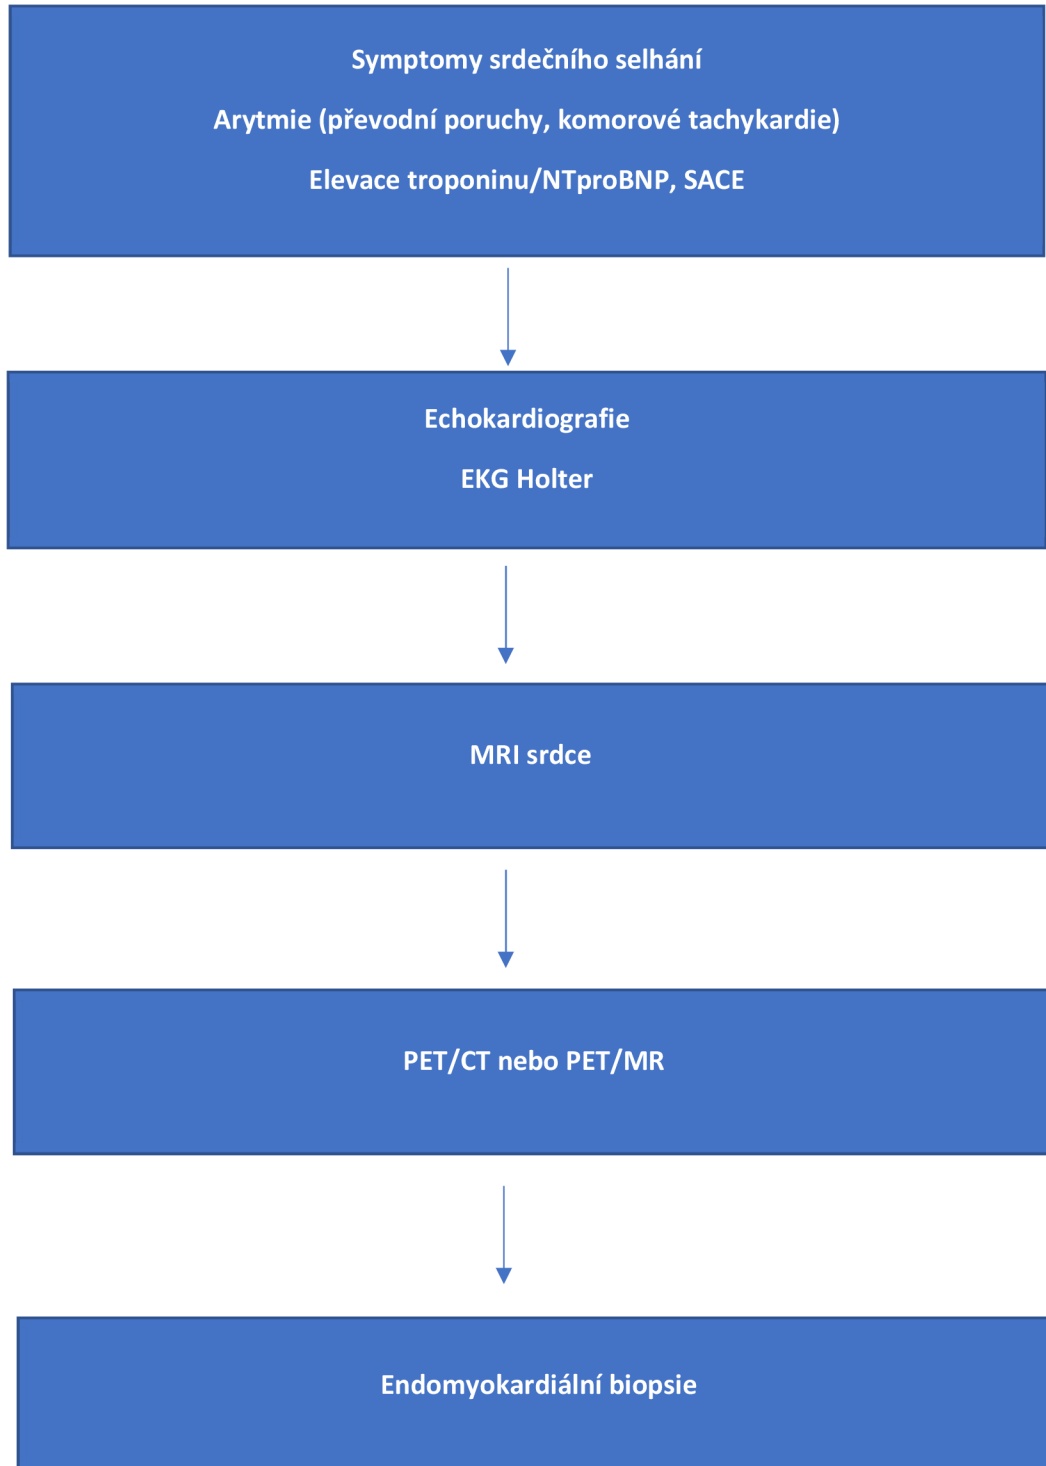 Symptomy srdečního selhání
Arytmie (převodní poruchy, komorové tachykardie)
Elevace troponinu/NTproBNP, SACE
Echokardiografie
EKG Holter
MRI srdce
PET/CT nebo PET/MR
Endomyokardiální biopsie